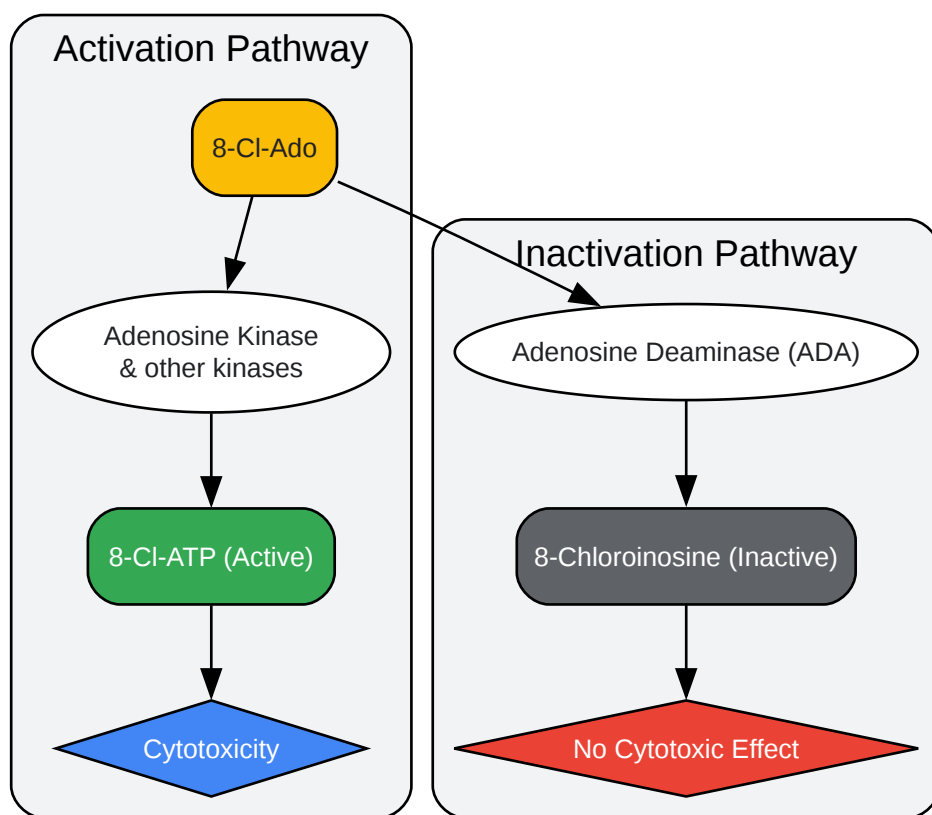 Activation Pathway
8-Cl-Ado
Adenosine Kinase
& other kinases
8-Cl-ATP (Active)
Cytotoxicity
Inactivation Pathway
Adenosine Deaminase (ADA)
8-Chloroinosine (Inactive)
No Cytotoxic Effect